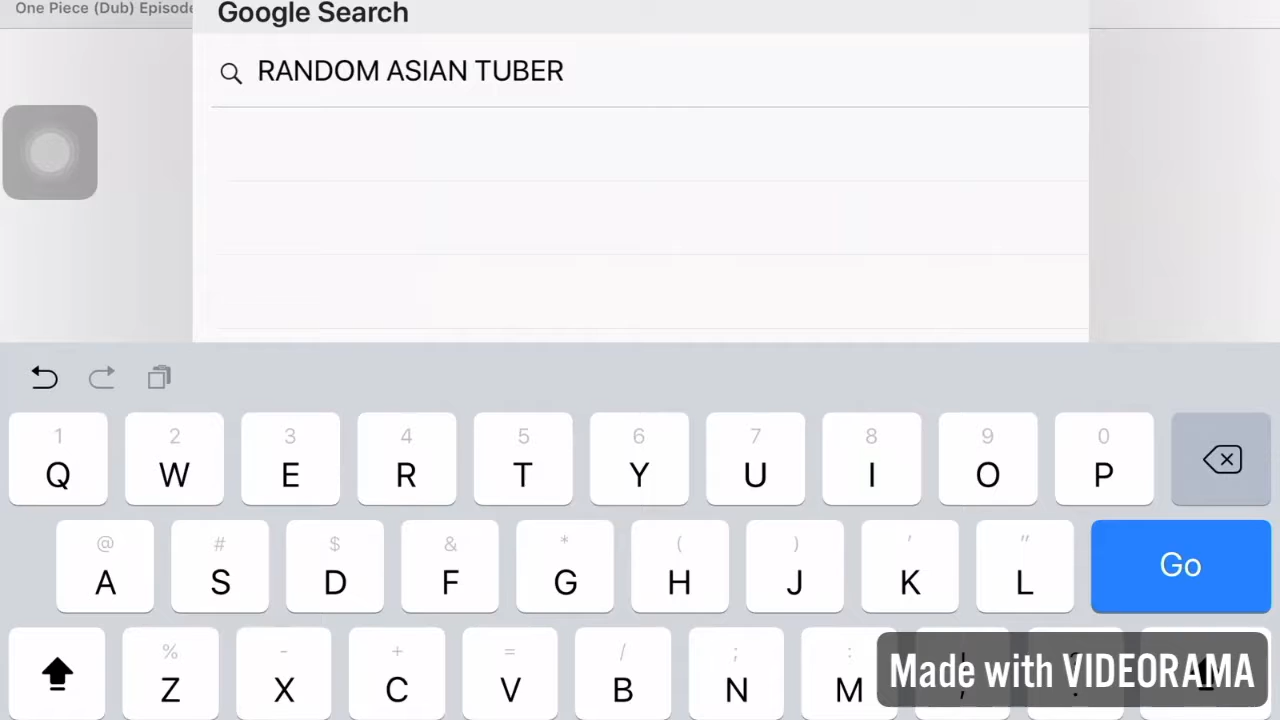 One Piece (Dub) Episode
Google Search
RANDOM ASIAN TUBER
1 2 3 4 5 6 7 8 9 0
Q W E R T Y U I O P
@ # $ & * ( ) ' "
A S D F G H J K L
Go
% - + = / ; :
Z X C V B N M
Made with VIDEORAMA